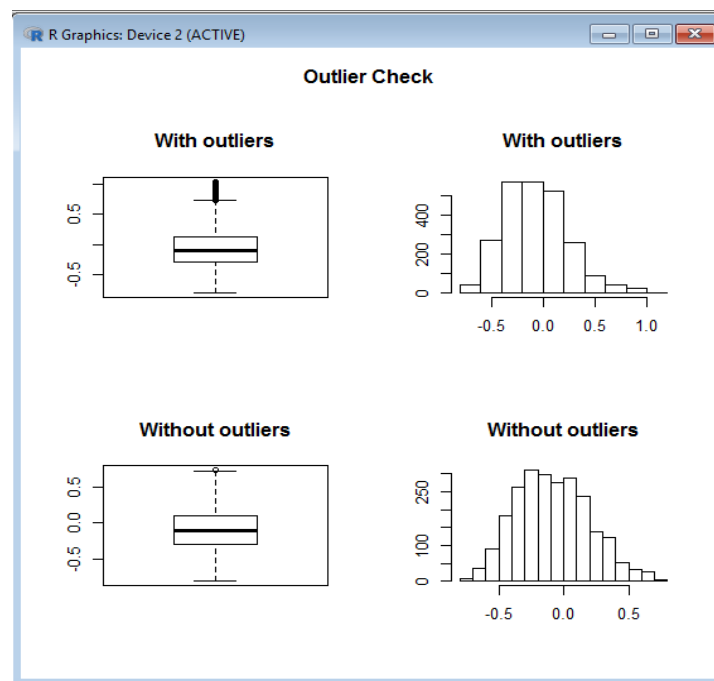 R Graphics: Device 2 (ACTIVE)
Outlier Check
With outliers
0.5
-0.5
With outliers
400
200
0
-0.5 0.0 0.5 1.0
Without outliers
0.5
0.0
-0.5
Without outliers
250
100
0
-0.5 0.0 0.5